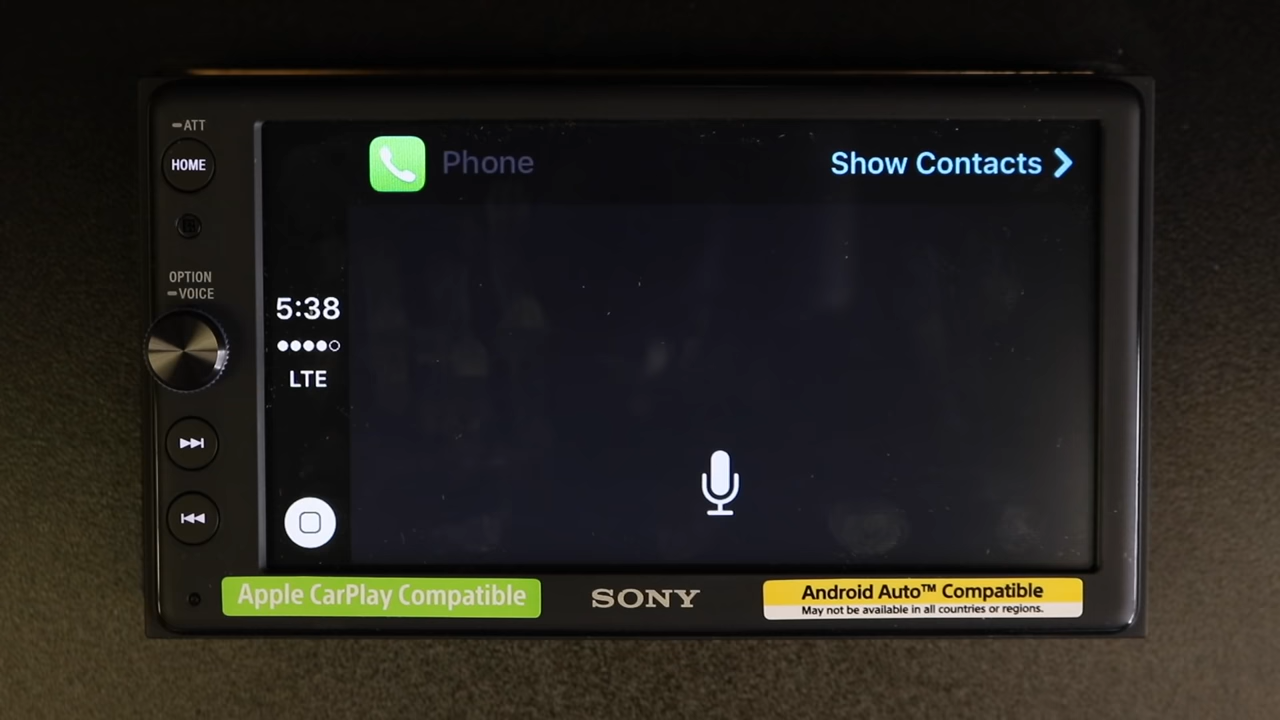 ATT
HOME
OPTION
VOICE
Phone
Show Contacts
5:38
LTE
Apple CarPlay Compatible
SONY
Android Auto™ Compatible
May not be available in all countries or regions.